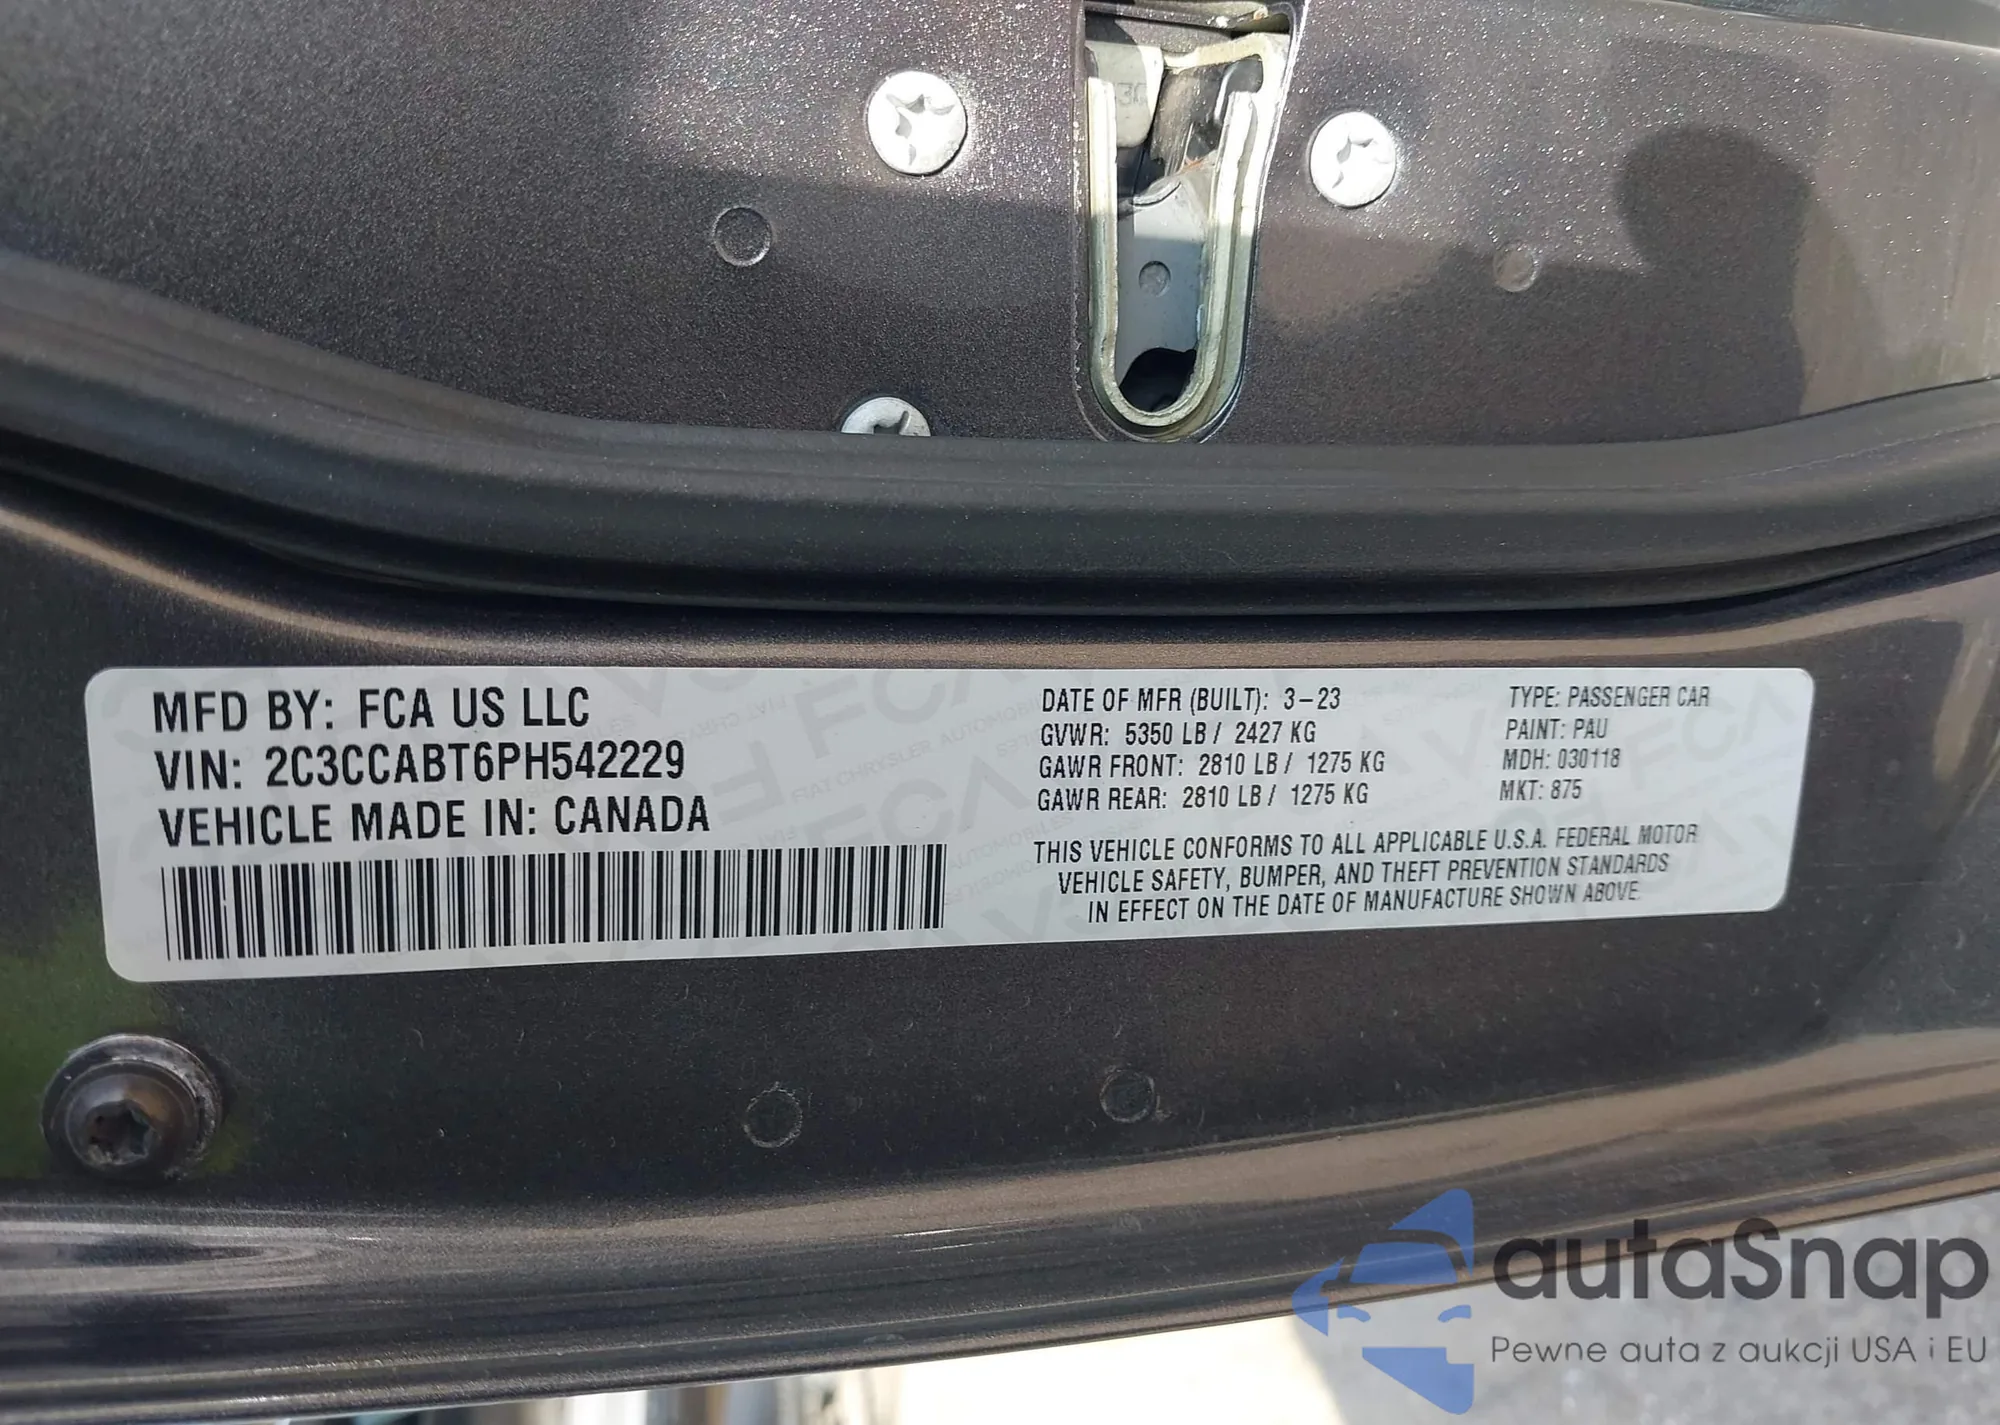 MFD BY: FCA US LLC
VIN: 2C3CCABT6PH542229
VEHICLE MADE IN: CANADA
DATE OF MFR (BUILT): 3-23
GVWR: 5350 LB / 2427 KG
GAWR FRONT: 2810 LB / 1275 KG
GAWR REAR: 2810 LB / 1275 KG
TYPE: PASSENGER CAR
PAINT: PAU
MDH: 030118
MKT: 875
THIS VEHICLE CONFORMS TO ALL APPLICABLE U.S.A. FEDERAL MOTOR
VEHICLE SAFETY, BUMPER, AND THEFT PREVENTION STANDARDS
IN EFFECT ON THE DATE OF MANUFACTURE SHOWN ABOVE.
autaSnap
Pewne auta z aukcji USA i EU